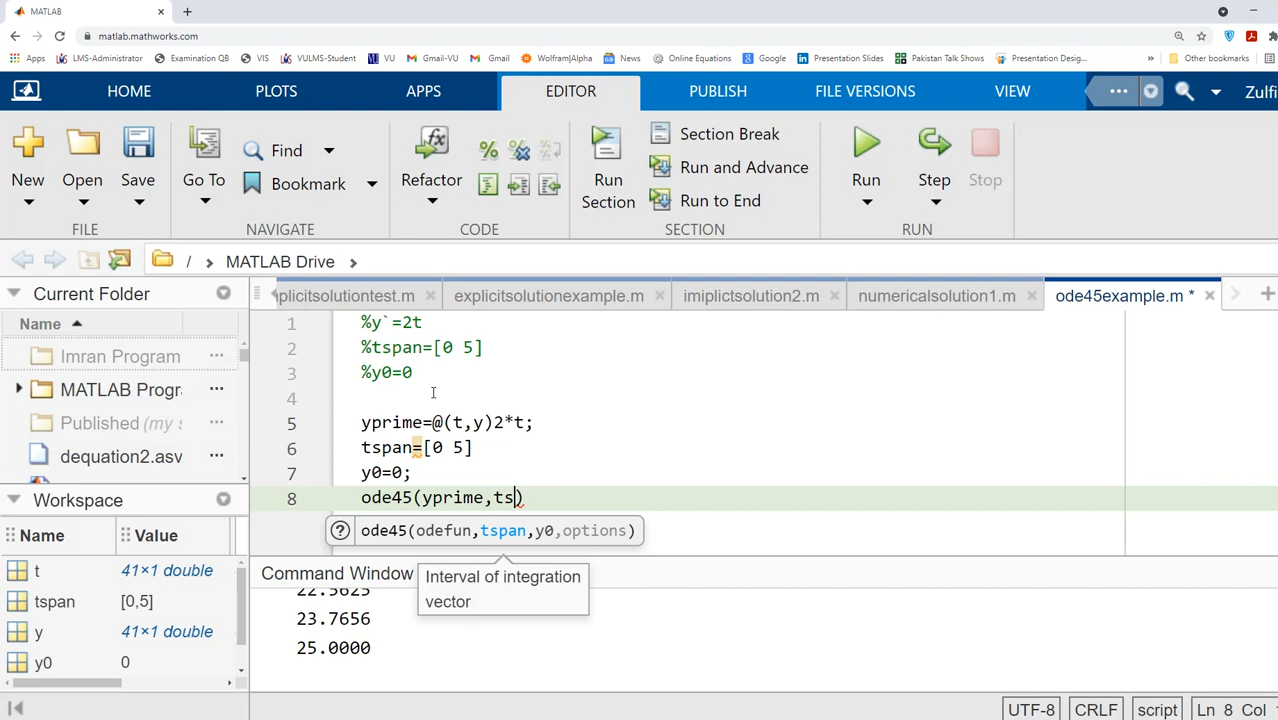 MATLAB
matlab.mathworks.com
Apps LMS-Administrator Examination QB VIS VULMS-Student VU Gmail-VU Gmail News Wolfram|Alpha Online Equations Google Presentation Slides Pakistan Talk Shows Presentation Desig... » Other bookmarks
HOME PLOTS APPS EDITOR PUBLISH FILE VERSIONS VIEW Zulfi
New Open Save Go To Find Bookmark Refactor Run Section Section Break Run and Advance Run to End Run Step Stop
FILE NAVIGATE CODE SECTION RUN
/ MATLAB Drive
Current Folder
plicitsolutiontest.m explicitsolutionexample.m imiplictsolution2.m numericalsolution1.m ode45example.m *
Name
Imran Program
MATLAB Progr
Published (my s
dequation2.asv
1 %y`=2t
2 %tspan=[0 5]
3 %y0=0
4
5 yprime=@(t,y)2*t;
6 tspan=[0 5]
7 y0=0;
8 ode45(yprime,ts)
ode45(odefun,tspan,y0,options)
Interval of integration
vector
Workspace
Name Value
t 41×1 double
tspan [0,5]
y 41×1 double
y0 0
Command Window
22.5625
23.7656
25.0000
UTF-8 CRLF script Ln 8 Col